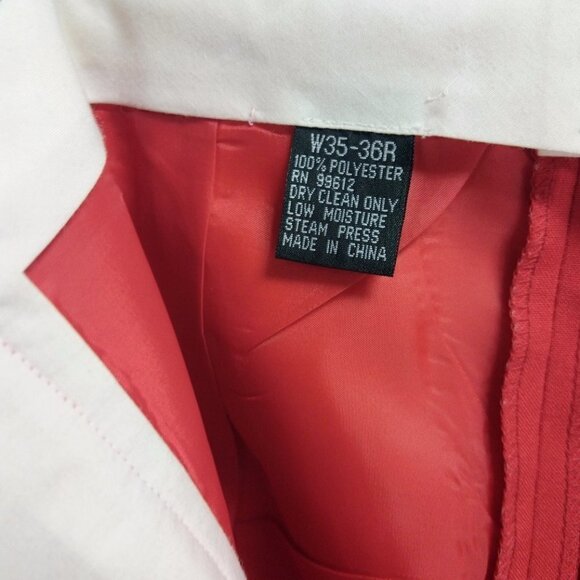 W35-36R
100% POLYESTER
RN 99612
DRY CLEAN ONLY
LOW MOISTURE
STEAM PRESS
MADE IN CHINA